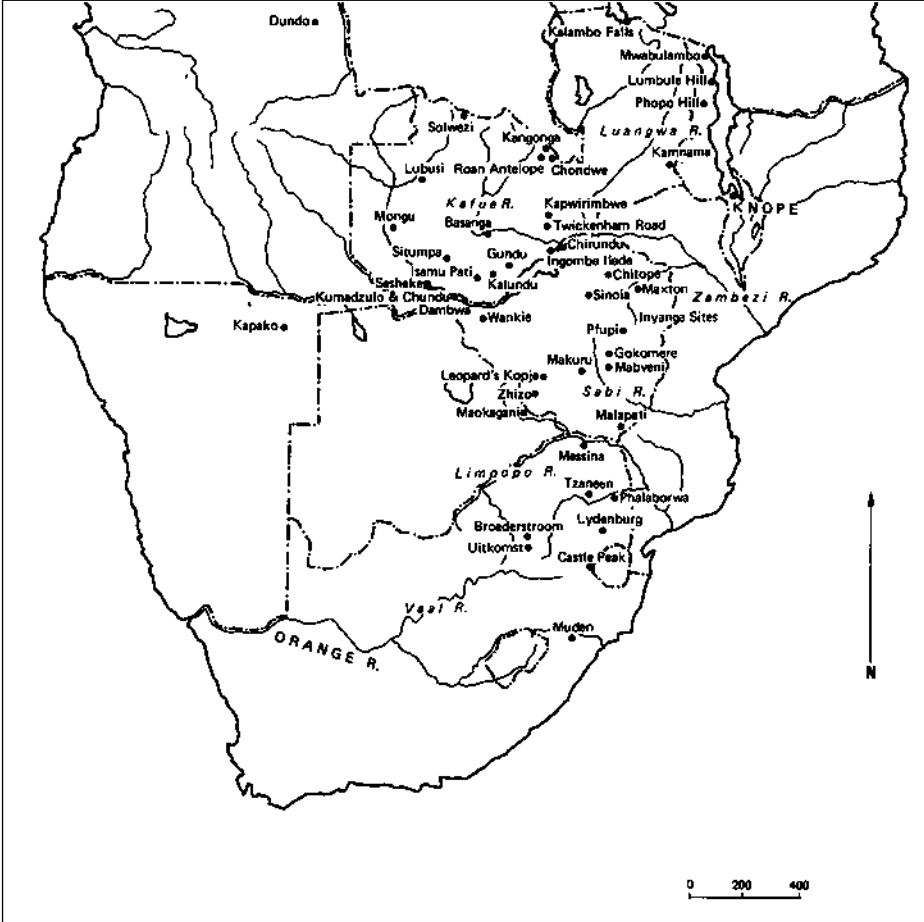 Dundo
Kalambo Falls
Mwabulambo
Lumbule Hill
Phopo Hill
Solwezi
Luangwa R.
Kangonga
Kamnama
Lubusi
Roan Antelope
Chondwe
Kafue R.
Kapwirimbwe
KNOPE
Mongu
Basanga
Twickenham Road
Chirundu
Situmpa
Gundu
Ingombe Ilede
Isamu Pati
Kalundu
Chitope
Sesheke
Maxton
Kumadzulo & Chundu
Sinoia
Zambezi R.
Dambwa
Kapako
Wankie
Inyanga Sites
Pfupi
Gokomere
Makuru
Mabveni
Leopard's Kopje
Zhizo
Sabi R.
Maokagani
Malapati
Messina
Limpopo R.
Tzaneen
Phalaborwa
Broederstroom
Lydenburg
Uitkomst
Castle Peak
Vaal R.
Muden
ORANGE R.
N
0 200 400